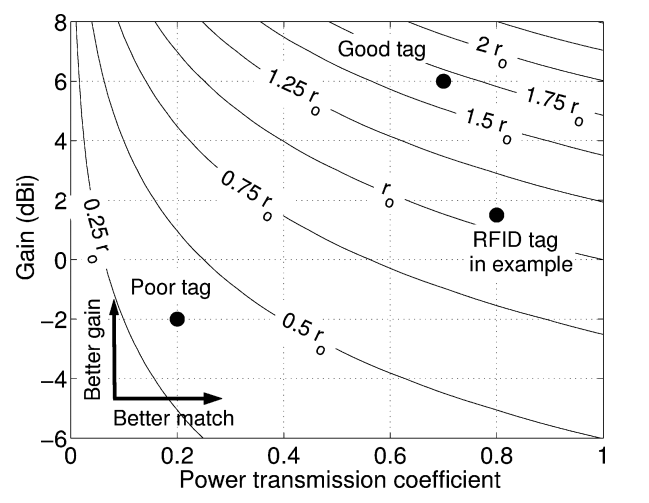 8
6
4
2
0
−2
−4
−6
Gain (dBi)
Good tag
2 r_o
1.75 r_o
1.5 r_o
1.25 r_o
r_o
0.75 r_o
0.25 r_o
RFID tag
in example
Poor tag
0.5 r_o
Better gain
Better match
0 0.2 0.4 0.6 0.8 1
Power transmission coefficient